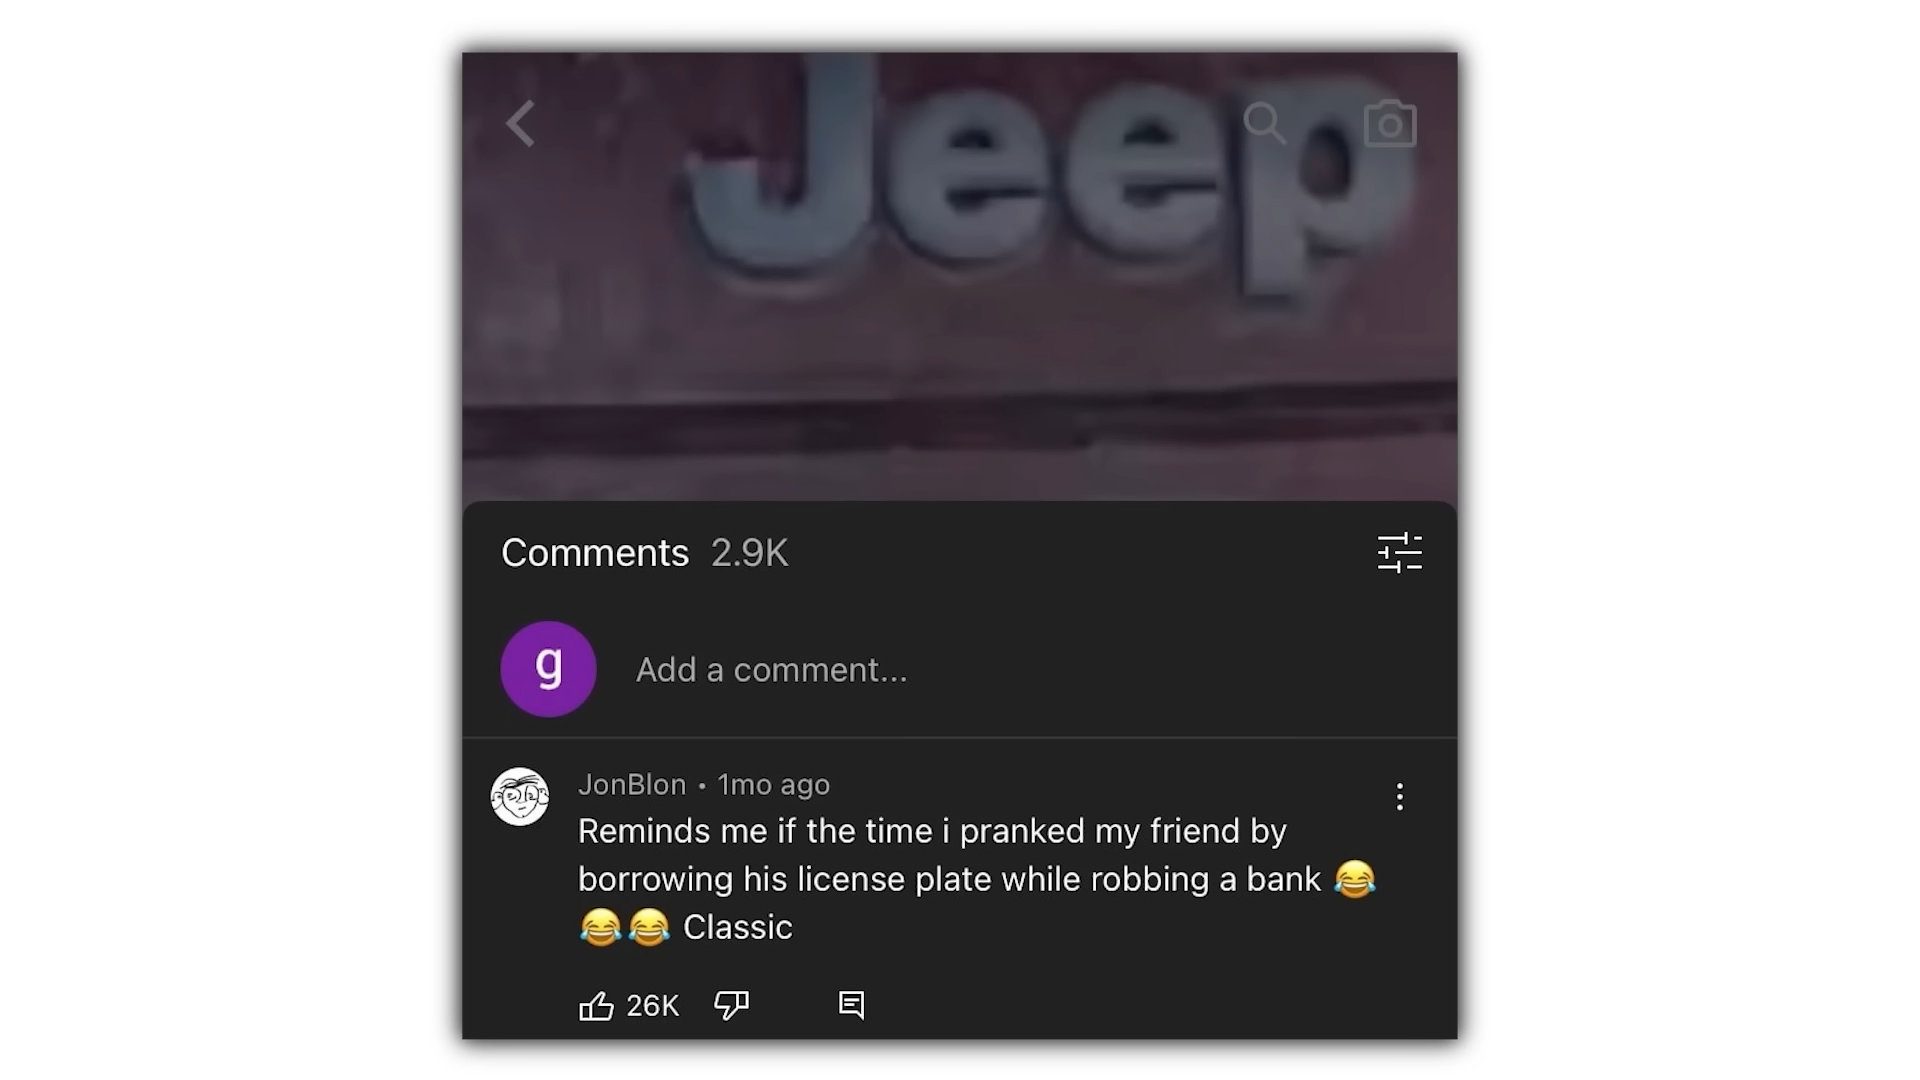 Jeep
Comments 2.9K
g
Add a comment...
JonBlon • 1mo ago
Reminds me if the time i pranked my friend by
borrowing his license plate while robbing a bank 😂
😂😂 Classic
26K